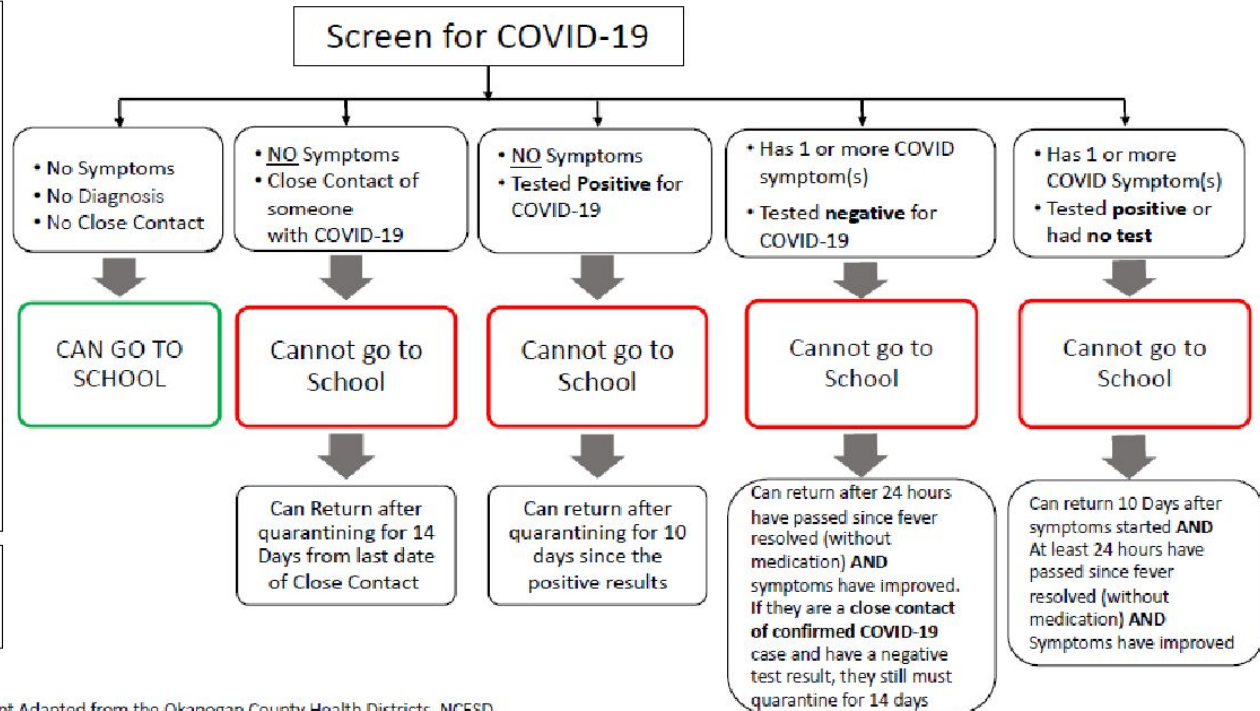 Screen for COVID-19
• No Symptoms
• No Diagnosis
• No Close Contact
• NO Symptoms
• Close Contact of
someone
with COVID-19
• NO Symptoms
• Tested Positive for
COVID-19
• Has 1 or more COVID
symptom(s)
• Tested negative for
COVID-19
• Has 1 or more
COVID Symptom(s)
• Tested positive or
had no test
CAN GO TO
SCHOOL
Cannot go to
School
Cannot go to
School
Cannot go to
School
Cannot go to
School
Can Return after
quarantining for 14
Days from last date
of Close Contact
Can return after
quarantining for 10
days since the
positive results
Can return after 24 hours
have passed since fever
resolved (without
medication) AND
symptoms have improved.
If they are a close contact
of confirmed COVID-19
case and have a negative
test result, they still must
quarantine for 14 days
Can return 10 Days after
symptoms started AND
At least 24 hours have
passed since fever
resolved (without
medication) AND
Symptoms have improved
nt Adapted from the Okanogan County Health Districts, NCESD